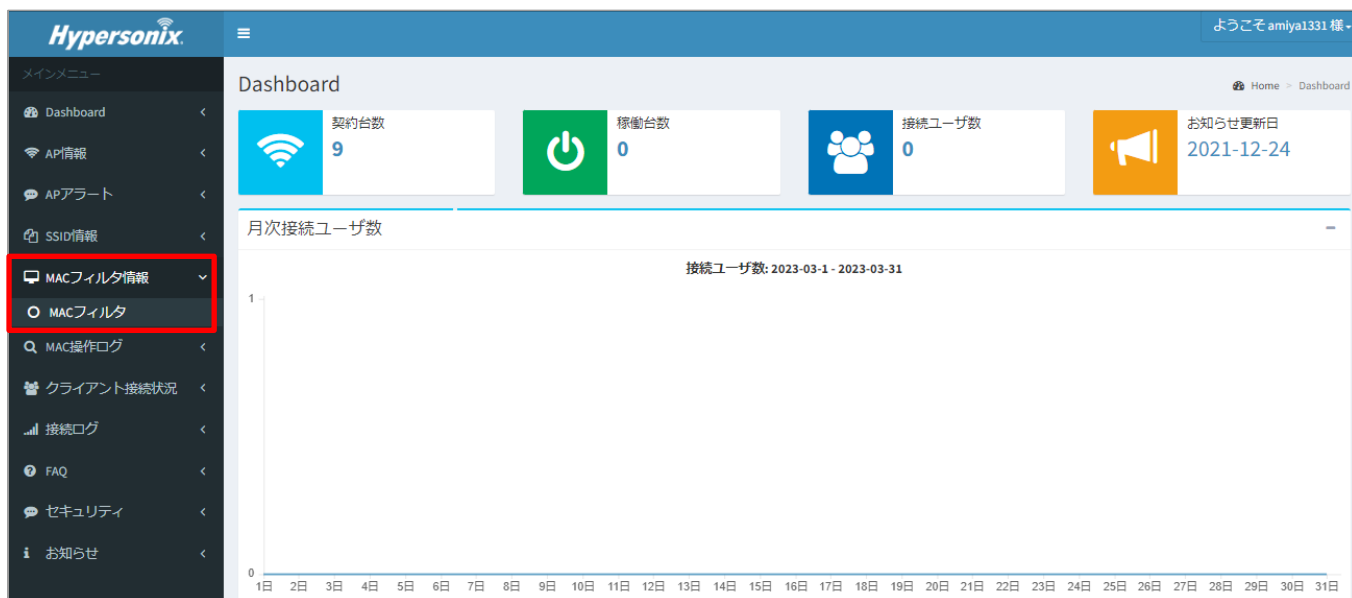 Hypersonix.
ようこそ amiya1331 様
メインメニュー
Dashboard
AP情報
APアラート
SSID情報
MACフィルタ情報
MACフィルタ
MAC操作ログ
クライアント接続状況
接続ログ
FAQ
セキュリティ
お知らせ
Dashboard
Home > Dashboard
契約台数
9
稼働台数
0
接続ユーザ数
0
お知らせ更新日
2021-12-24
月次接続ユーザ数
接続ユーザ数: 2023-03-1 - 2023-03-31
1
0
1日 2日 3日 4日 5日 6日 7日 8日 9日 10日 11日 12日 13日 14日 15日 16日 17日 18日 19日 20日 21日 22日 23日 24日 25日 26日 27日 28日 29日 30日 31日